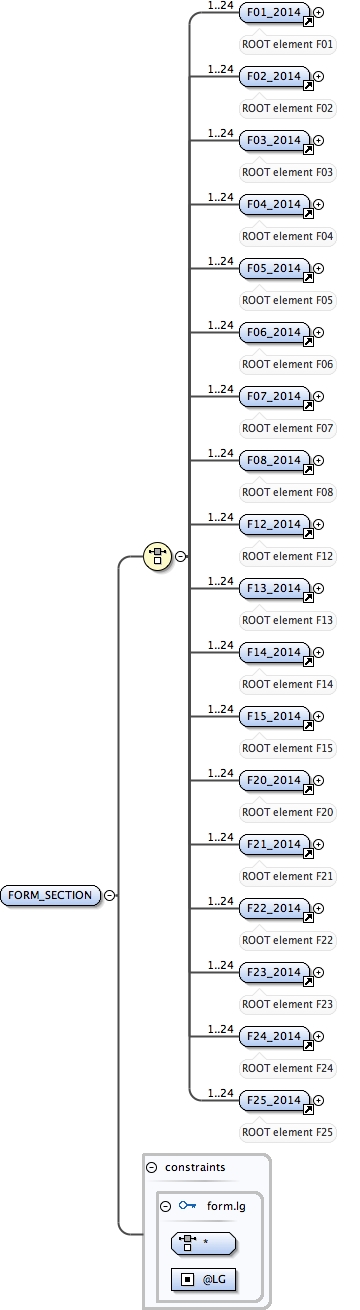 1..24
F01_2014
ROOT element F01
1..24
F02_2014
ROOT element F02
1..24
F03_2014
ROOT element F03
1..24
F04_2014
ROOT element F04
1..24
F05_2014
ROOT element F05
1..24
F06_2014
ROOT element F06
1..24
F07_2014
ROOT element F07
1..24
F08_2014
ROOT element F08
1..24
F12_2014
ROOT element F12
1..24
F13_2014
ROOT element F13
1..24
F14_2014
ROOT element F14
1..24
F15_2014
ROOT element F15
1..24
F20_2014
ROOT element F20
1..24
F21_2014
ROOT element F21
FORM_SECTION
1..24
F22_2014
ROOT element F22
1..24
F23_2014
ROOT element F23
1..24
F24_2014
ROOT element F24
1..24
F25_2014
ROOT element F25
constraints
form.lg
*
@LG